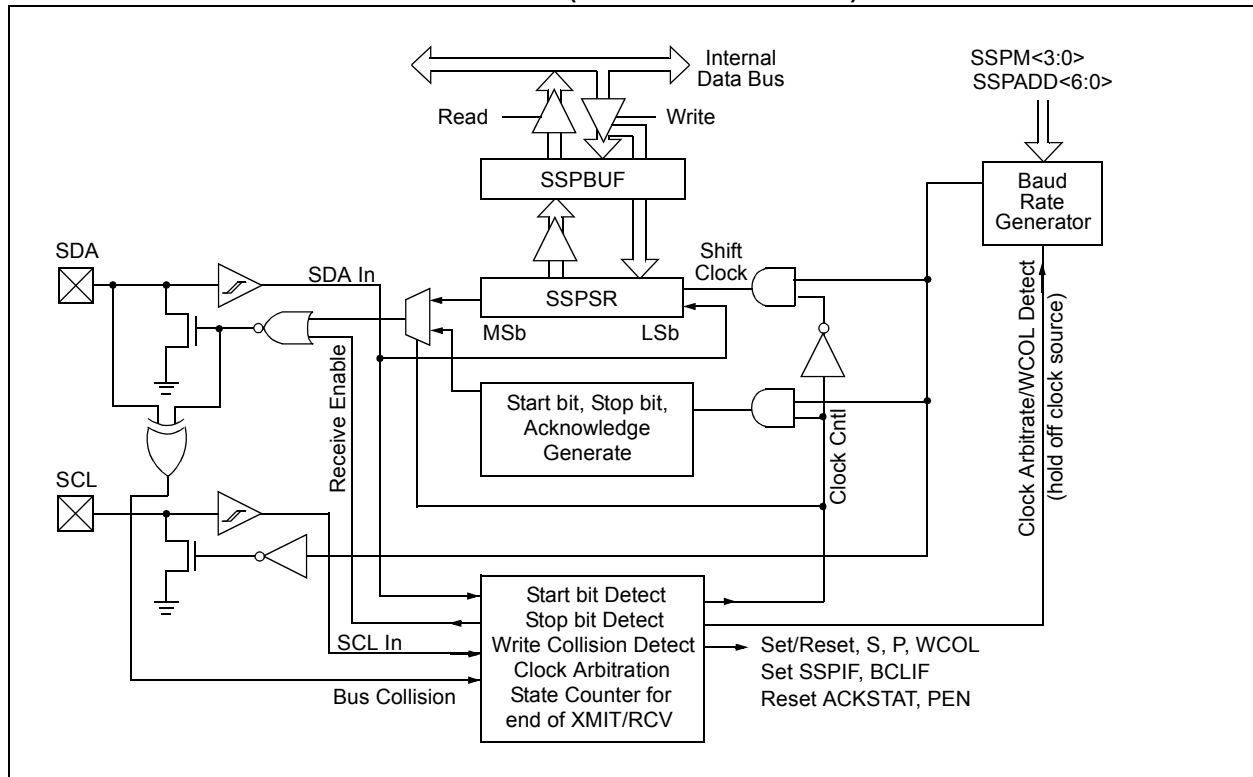 Internal
Data Bus
SSPM<3:0>
SSPADD<6:0>
Read
Write
SSPBUF
Baud
Rate
Generator
SDA
SDA In
Shift
Clock
SSPSR
MSb
LSb
Receive Enable
Start bit, Stop bit,
Acknowledge
Generate
Clock Cntl
Clock Arbitrate/WCOL Detect
(hold off clock source)
SCL
SCL In
Bus Collision
Start bit Detect
Stop bit Detect
Write Collision Detect
Clock Arbitration
State Counter for
end of XMIT/RCV
Set/Reset, S, P, WCOL
Set SSPIF, BCLIF
Reset ACKSTAT, PEN